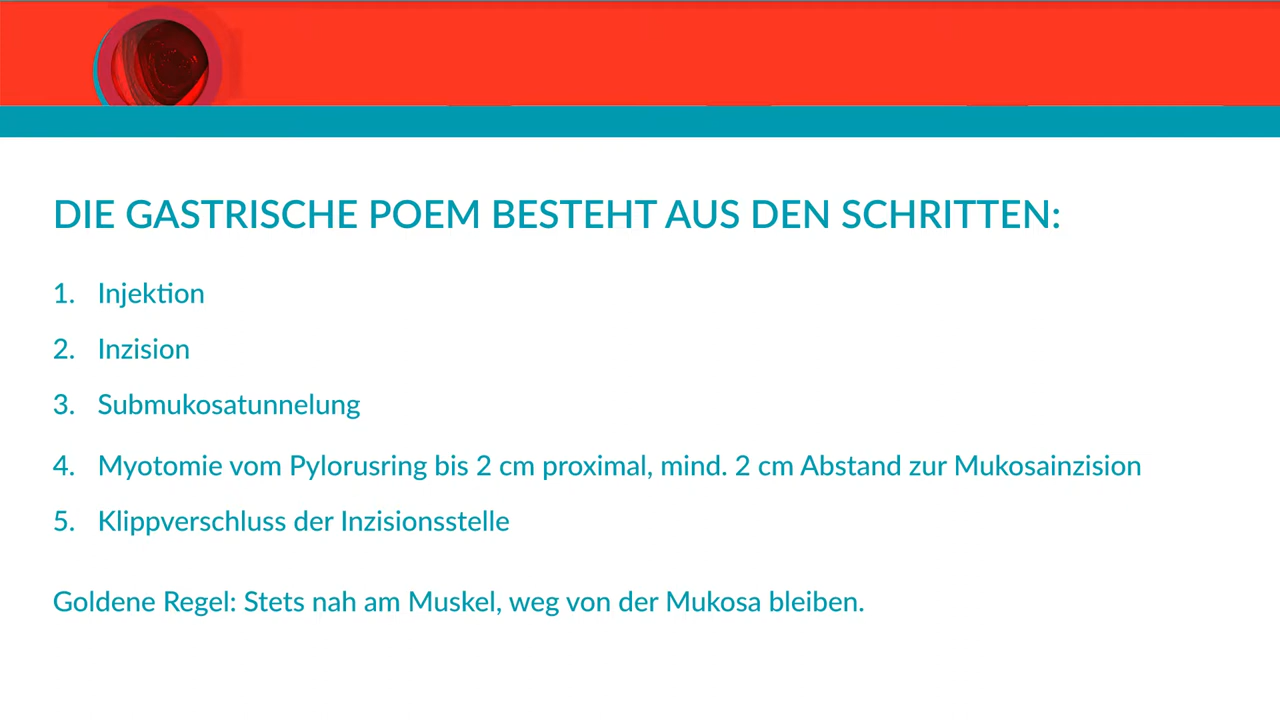 DIE GASTRISCHE POEM BESTEHT AUS DEN SCHRITTEN:
1. Injektion
2. Inzision
3. Submukosatunnelung
4. Myotomie vom Pylorusring bis 2 cm proximal, mind. 2 cm Abstand zur Mukosainzision
5. Klippverschluss der Inzisionsstelle
Goldene Regel: Stets nah am Muskel, weg von der Mukosa bleiben.